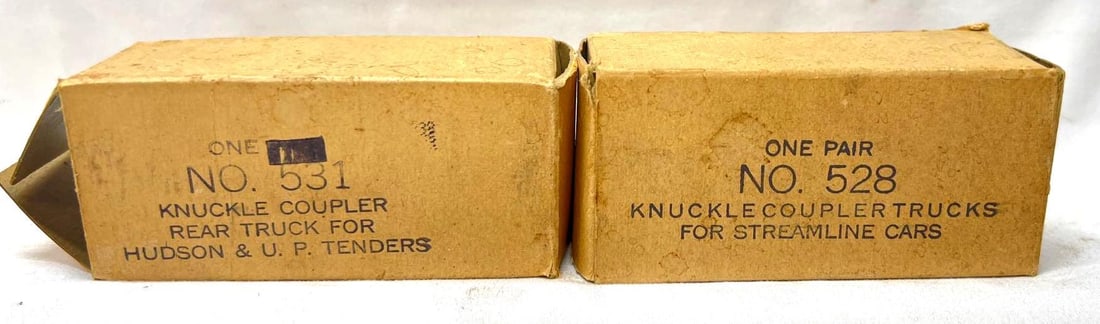 ONE
NO. 531
KNUCKLE COUPLER
REAR TRUCK FOR
HUDSON & U. P. TENDERS
ONE PAIR
NO. 528
KNUCKLE COUPLER TRUCKS
FOR STREAMLINE CARS